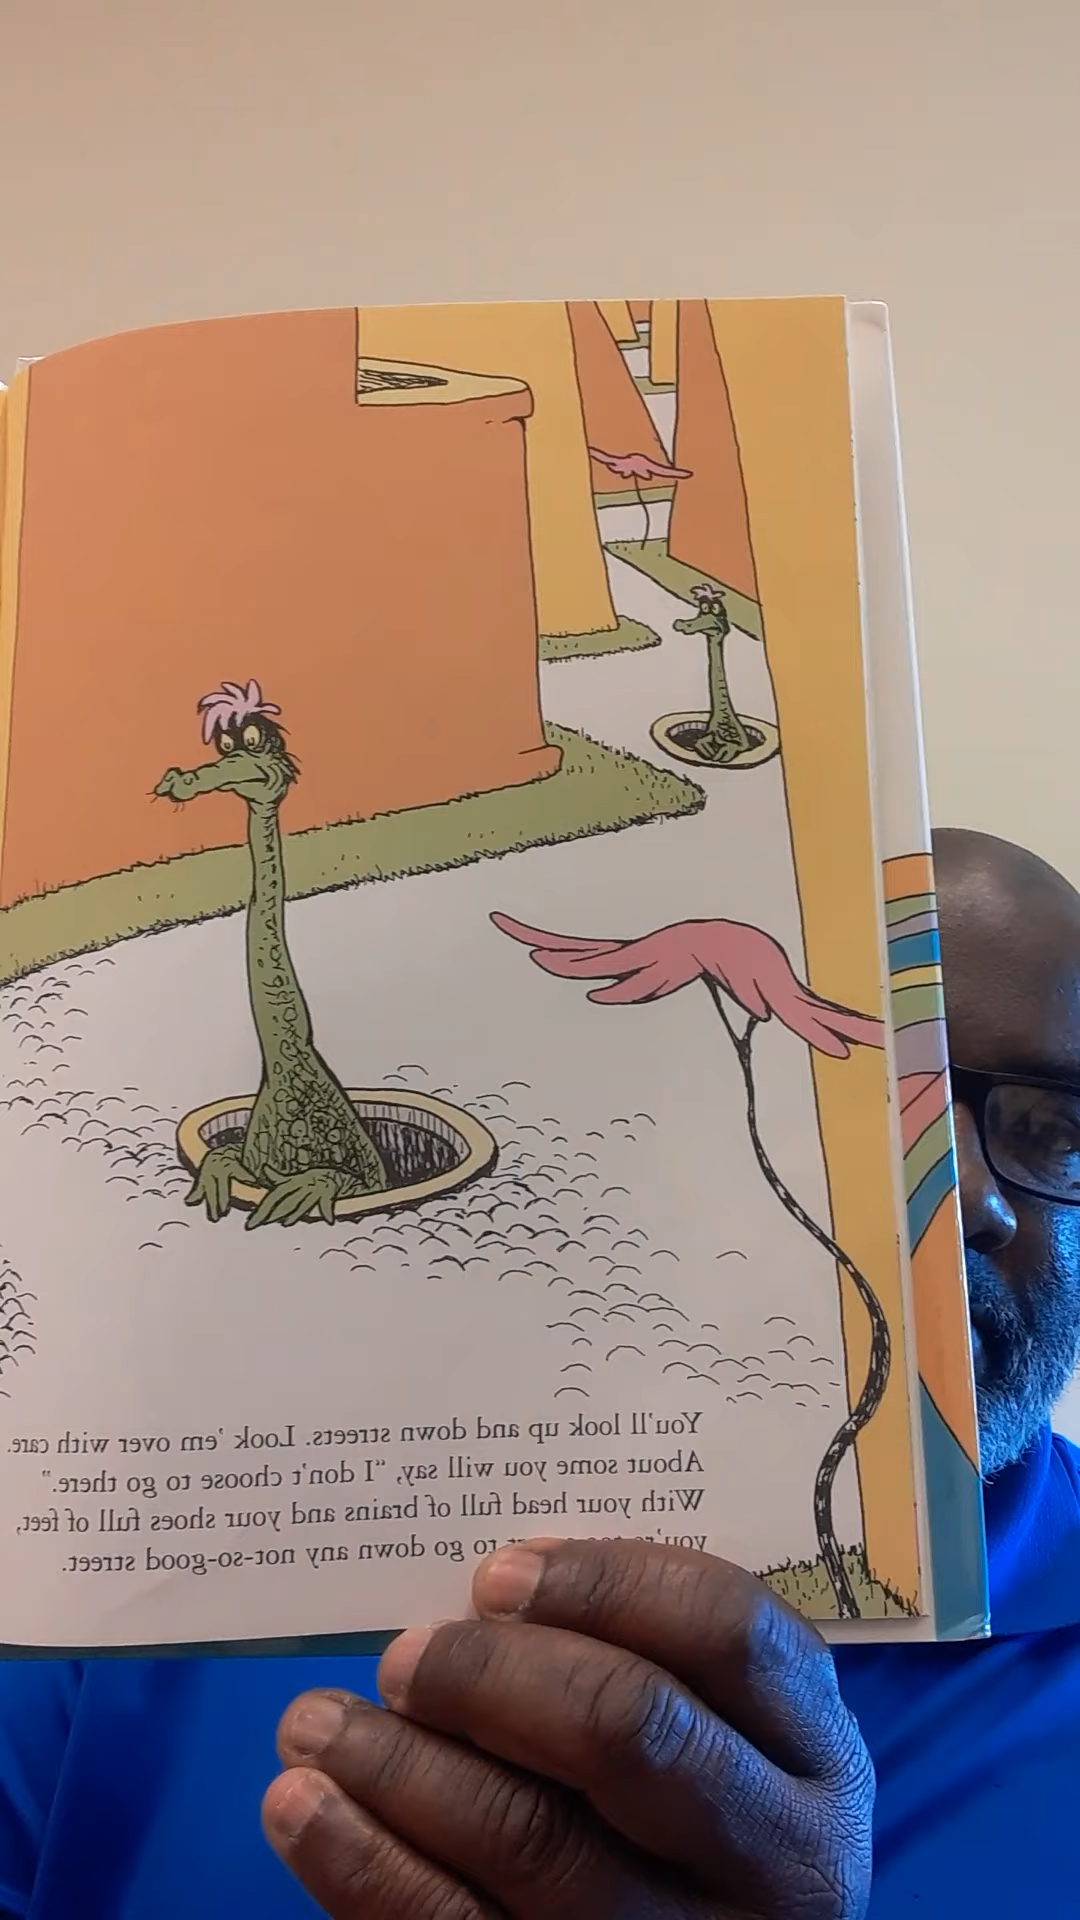 You'll look up and down streets. Look 'em over with care.
About some you will say, "I don't choose to go there."
With your head full of brains and your shoes full of feet,
you're to go down any not-so-good street.